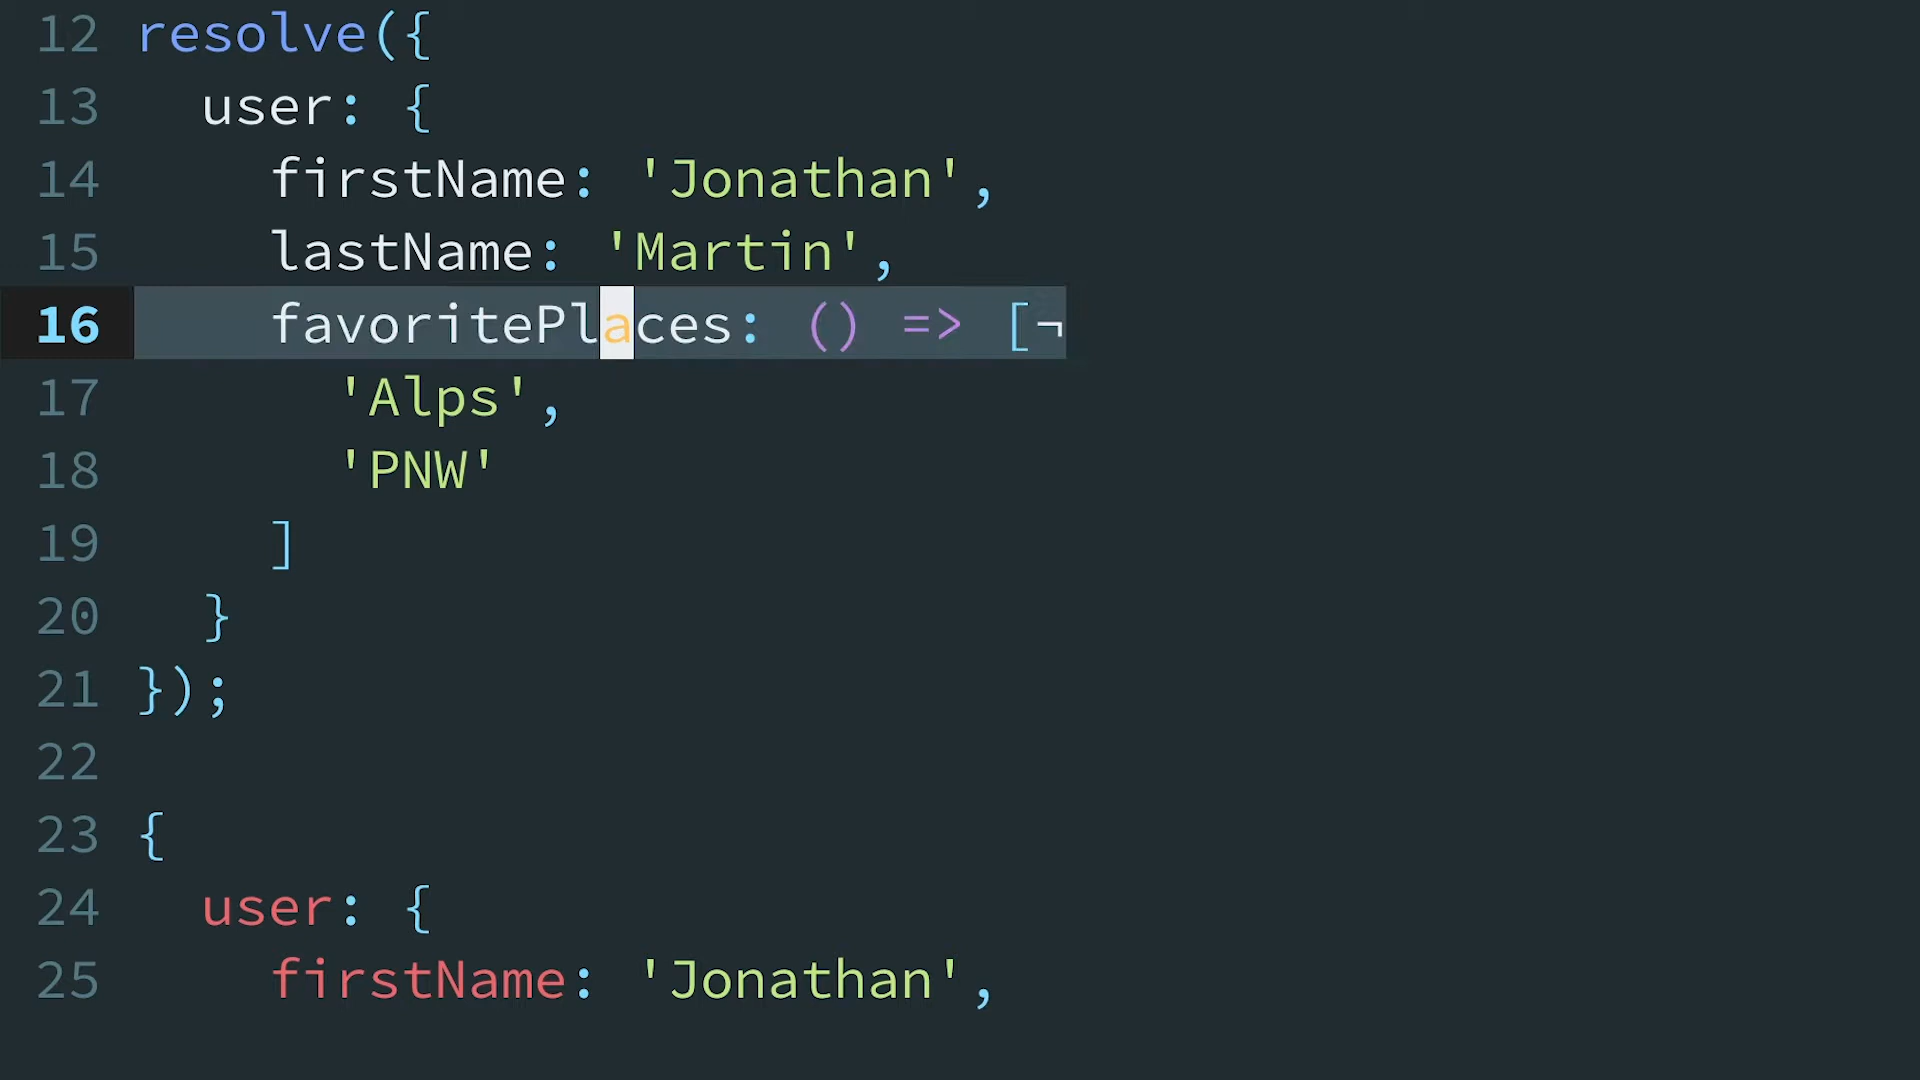 12 resolve({
13   user: {
14     firstName: 'Jonathan',
15     lastName: 'Martin',
16     favoritePlaces: () => [¬
17       'Alps',
18       'PNW'
19     ]
20   }
21 });
22
23 {
24   user: {
25     firstName: 'Jonathan',